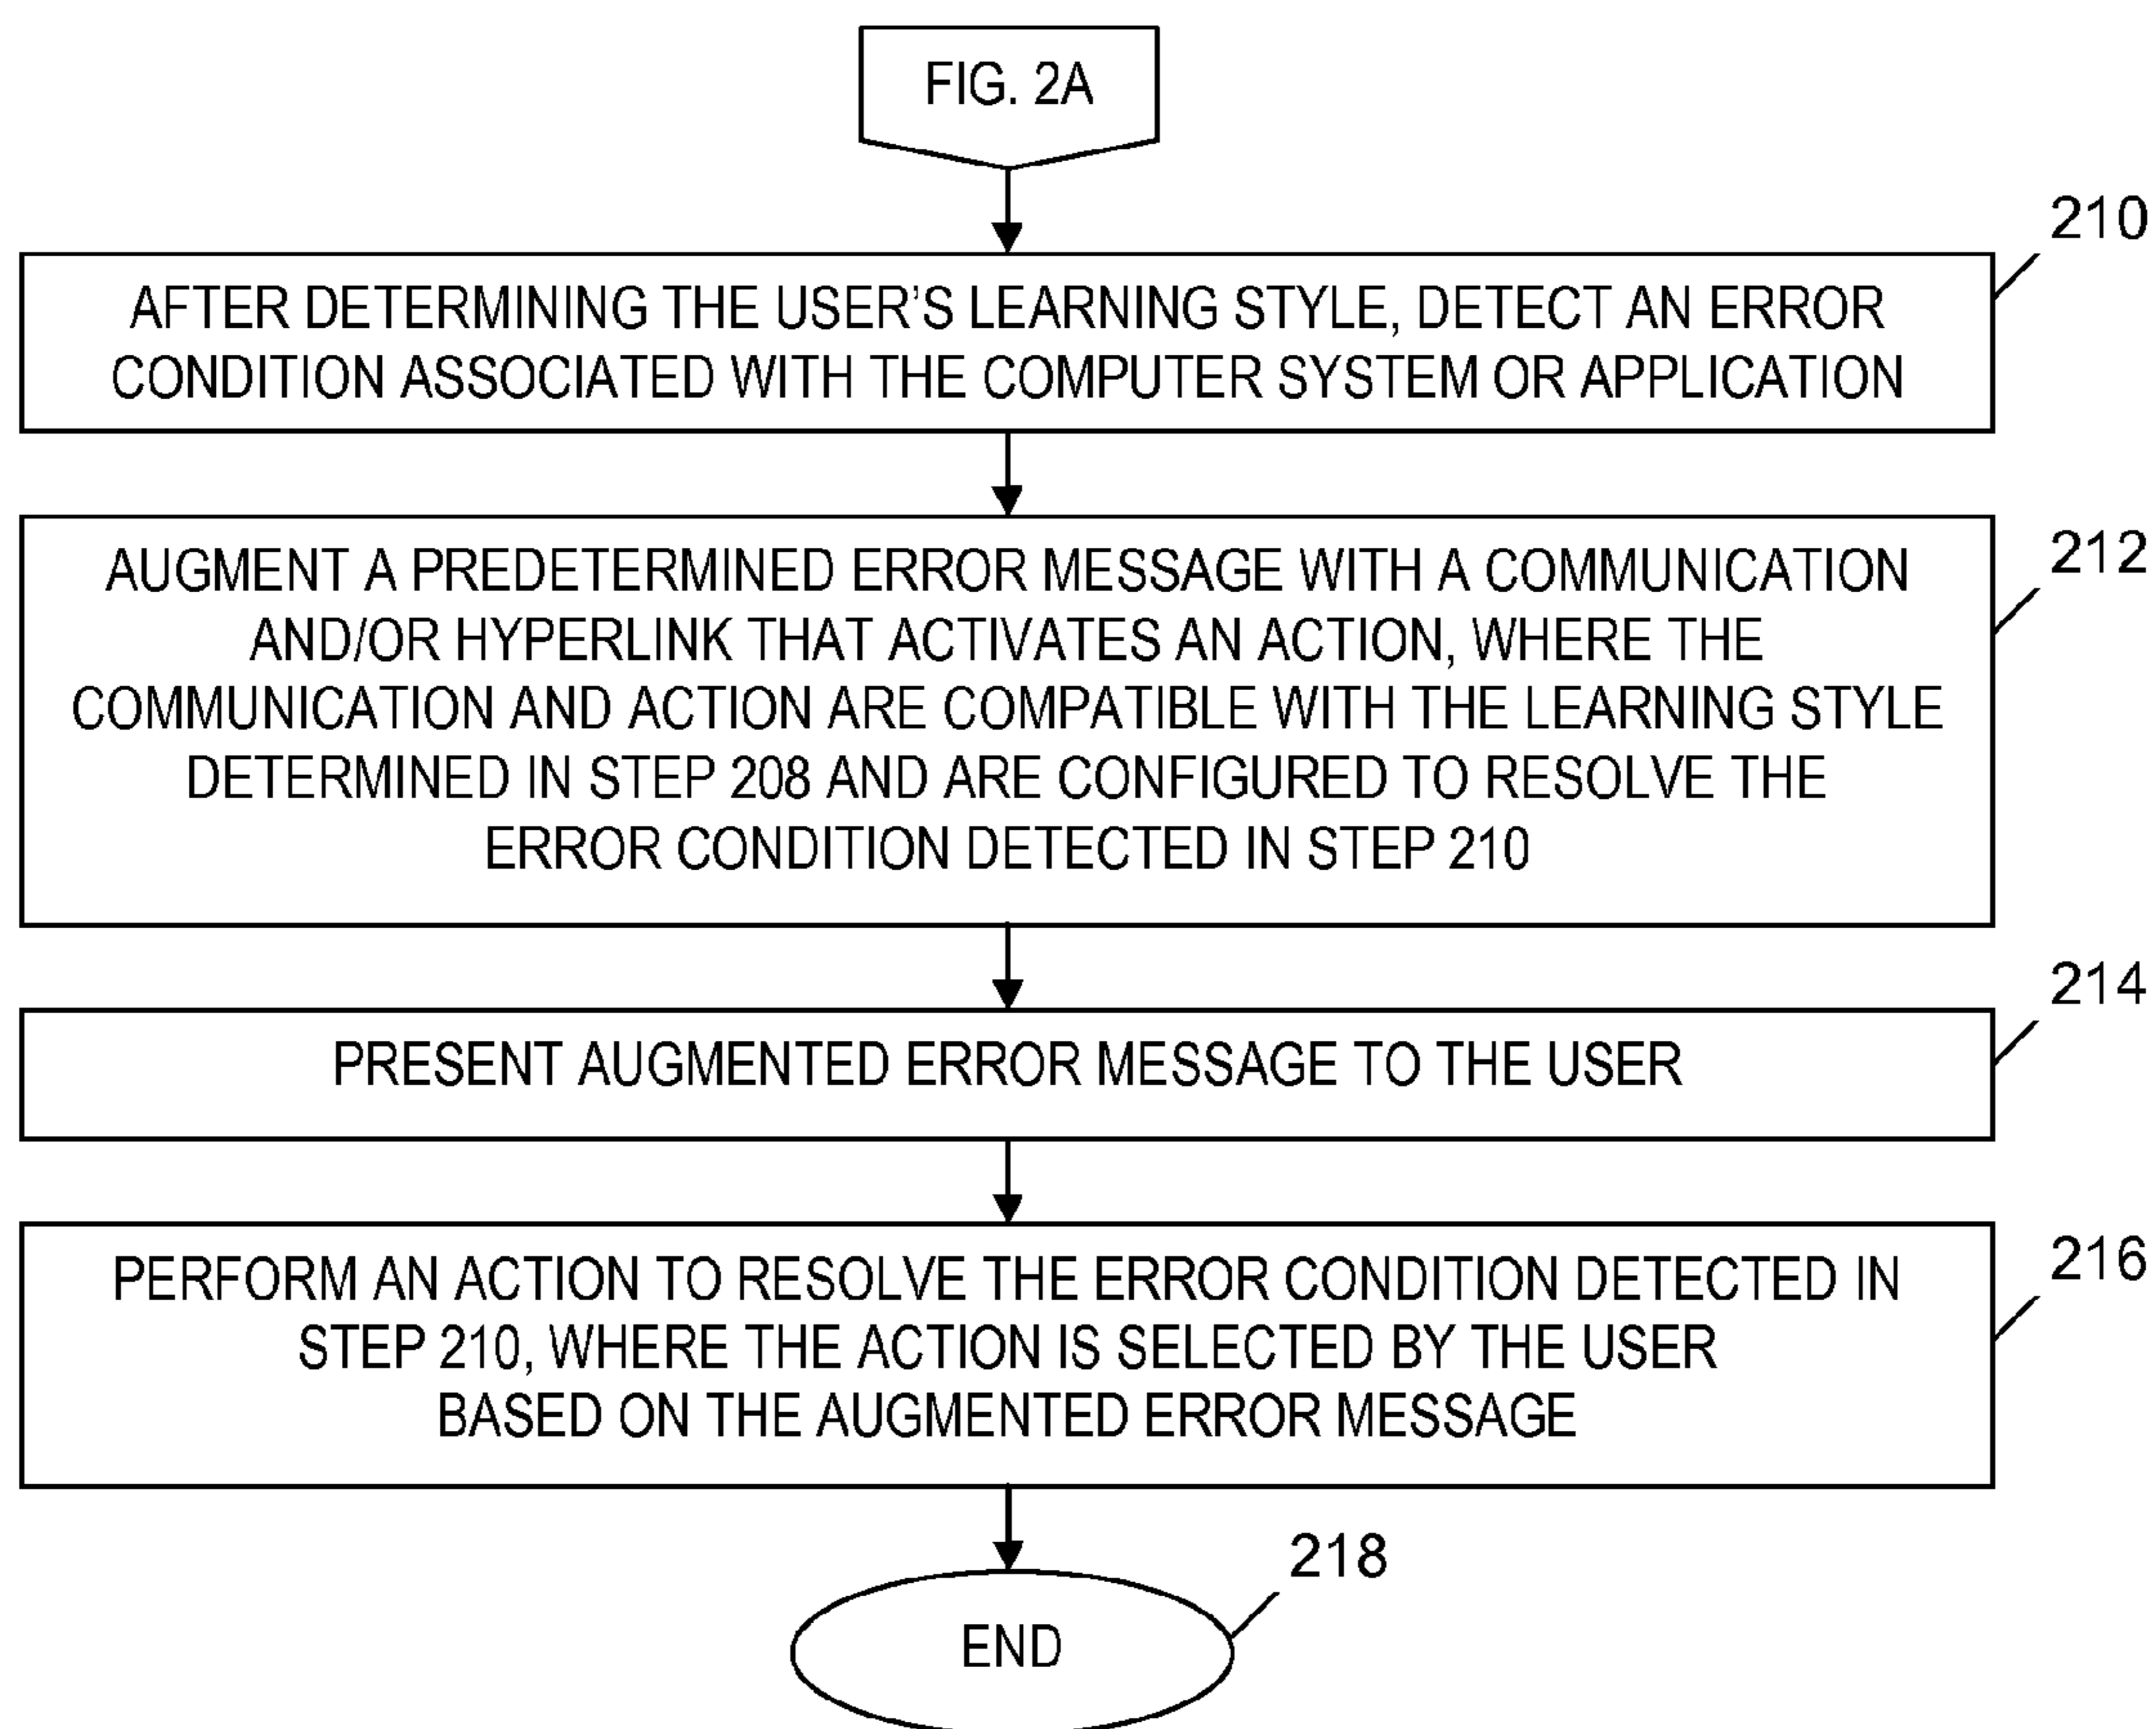 FIG. 2A
210
AFTER DETERMINING THE USER'S LEARNING STYLE, DETECT AN ERROR
CONDITION ASSOCIATED WITH THE COMPUTER SYSTEM OR APPLICATION
212
AUGMENT A PREDETERMINED ERROR MESSAGE WITH A COMMUNICATION
AND/OR HYPERLINK THAT ACTIVATES AN ACTION, WHERE THE
COMMUNICATION AND ACTION ARE COMPATIBLE WITH THE LEARNING STYLE
DETERMINED IN STEP 208 AND ARE CONFIGURED TO RESOLVE THE
ERROR CONDITION DETECTED IN STEP 210
214
PRESENT AUGMENTED ERROR MESSAGE TO THE USER
216
PERFORM AN ACTION TO RESOLVE THE ERROR CONDITION DETECTED IN
STEP 210, WHERE THE ACTION IS SELECTED BY THE USER
BASED ON THE AUGMENTED ERROR MESSAGE
218
END